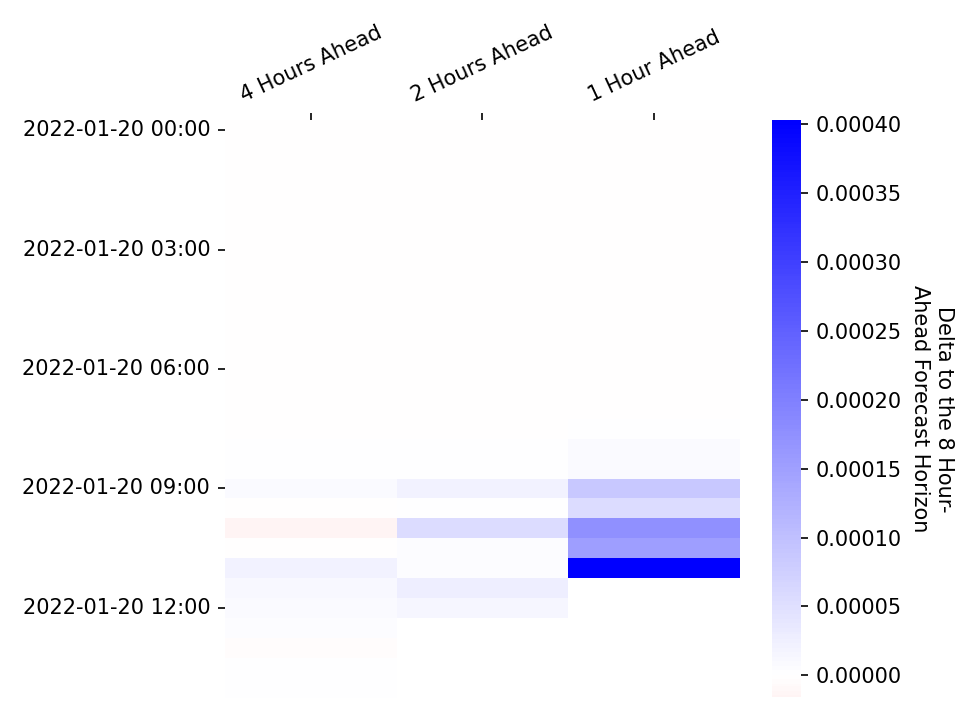 4 Hours Ahead
2 Hours Ahead
1 Hour Ahead
2022-01-20 00:00
2022-01-20 03:00
2022-01-20 06:00
2022-01-20 09:00
2022-01-20 12:00
0.00040
0.00035
0.00030
0.00025
0.00020
0.00015
0.00010
0.00005
0.00000
Delta to the 8 Hour-
Ahead Forecast Horizon